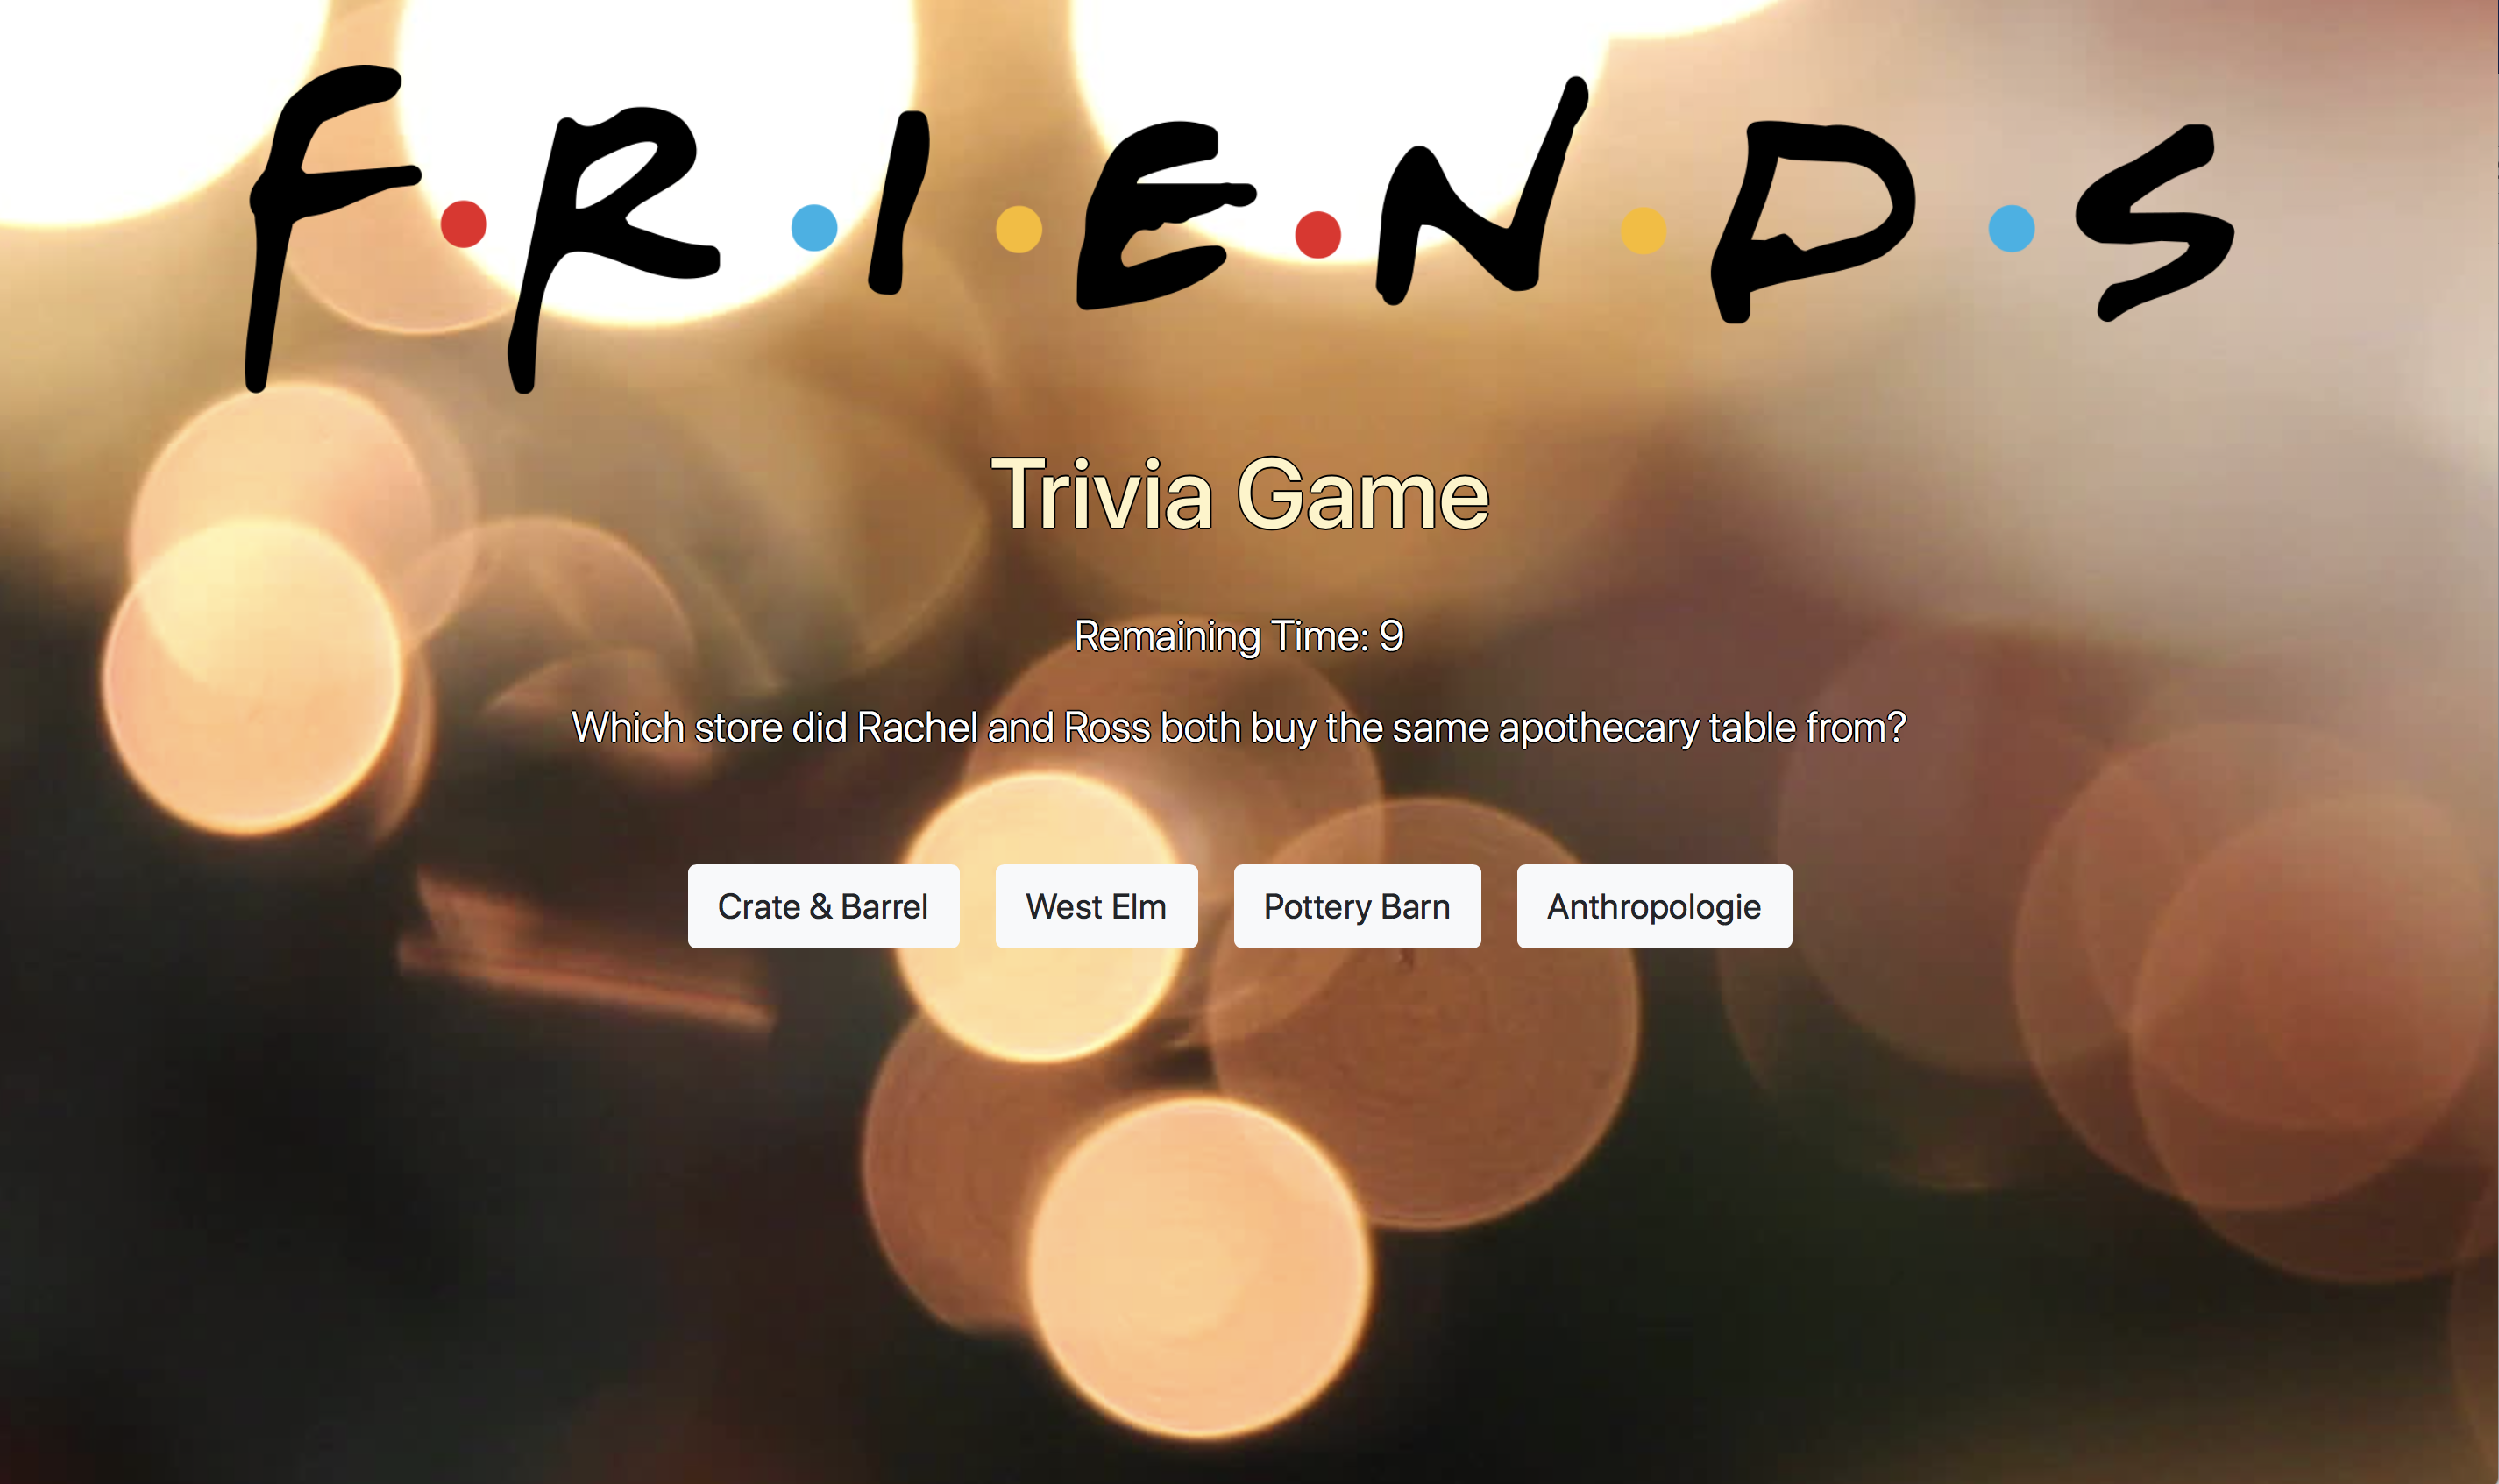 F•R•I•E•N•D•S
Trivia Game
Remaining Time: 9
Which store did Rachel and Ross both buy the same apothecary table from?
Crate & Barrel West Elm Pottery Barn Anthropologie